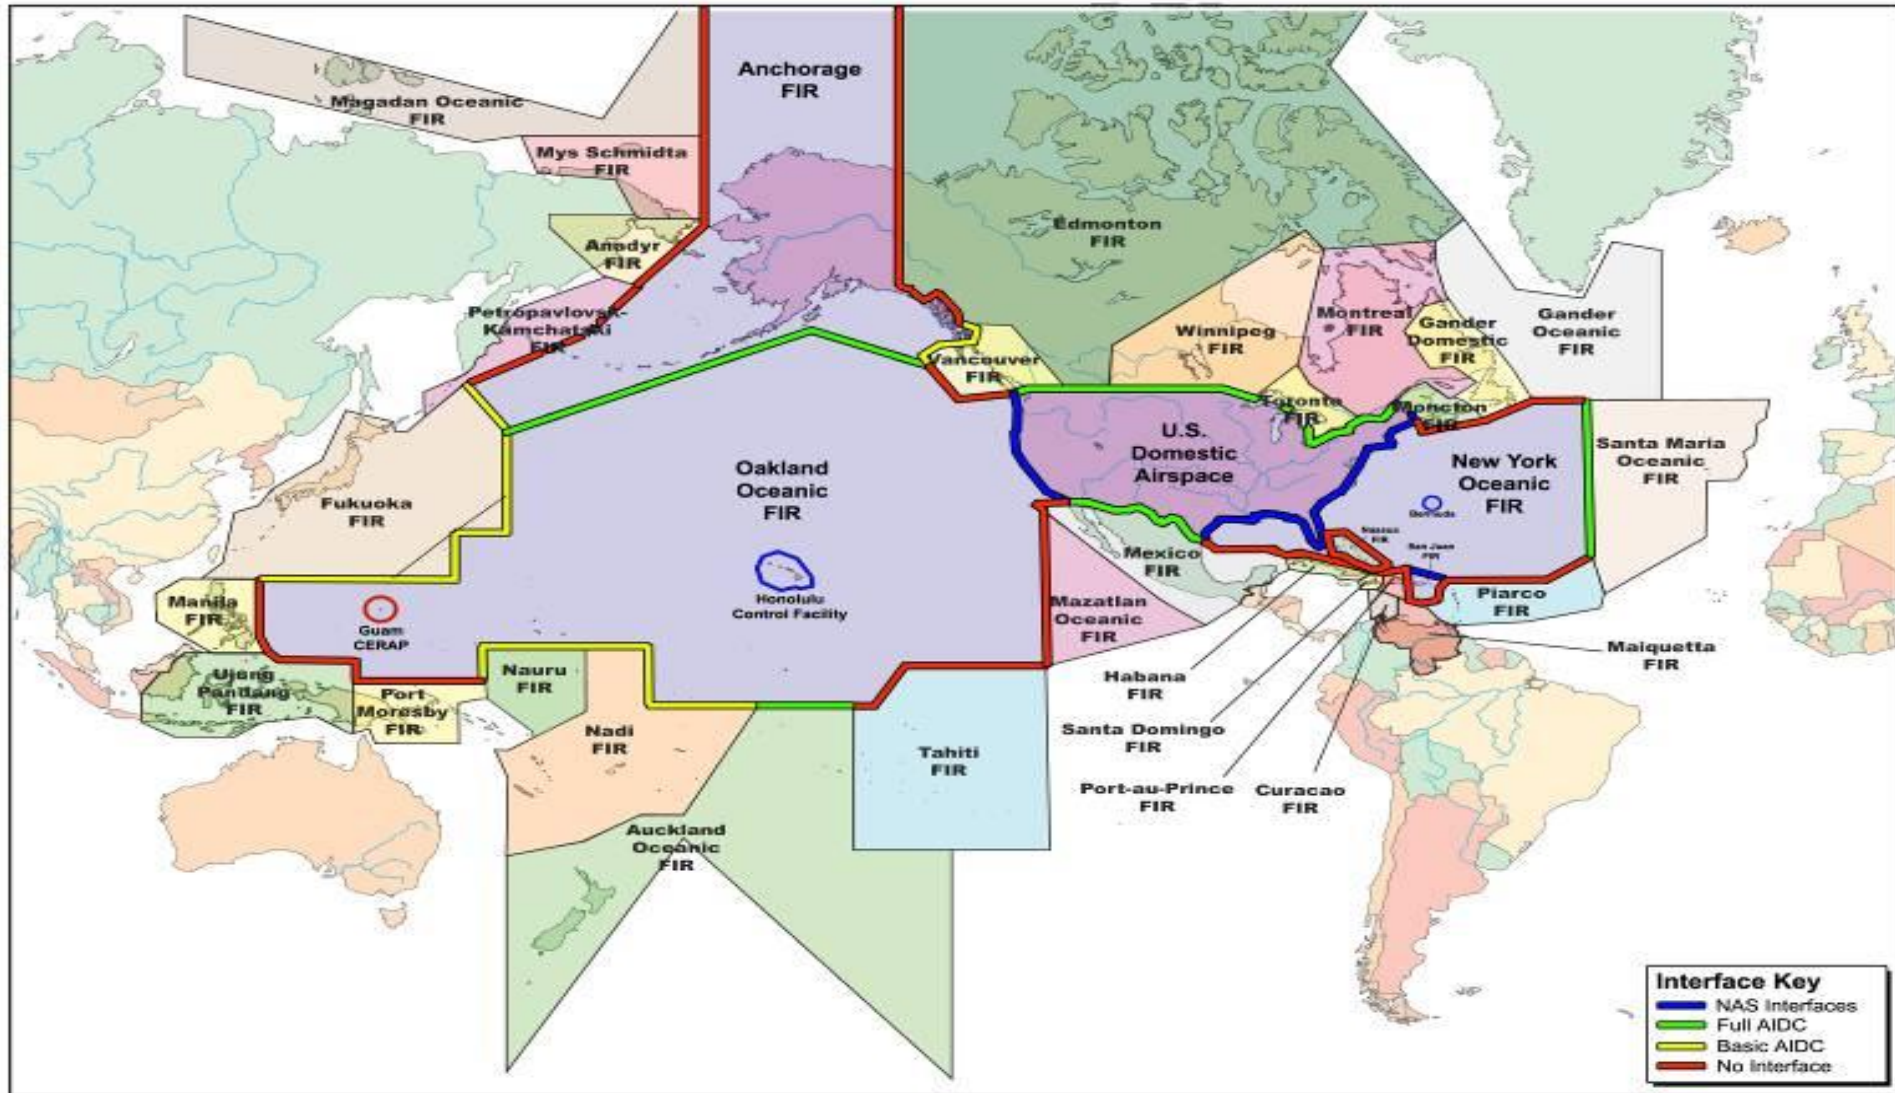 Anchorage
FIR
Magadan Oceanic
FIR
Mys Schmidta
FIR
Anadyr
FIR
Edmonton
FIR
Petropavlovsk-
Kamchatski
FIR
Winnipeg
FIR
Montreal
FIR
Gander
Domestic
FIR
Gander
Oceanic
FIR
Vancouver
FIR
Toronto
FIR
Moncton
FIR
U.S.
Domestic
Airspace
Oakland
Oceanic
FIR
New York
Oceanic
FIR
Santa Maria
Oceanic
FIR
Fukuoka
FIR
Bermuda
Nassau
FIR
San Juan
FIR
Mexico
FIR
Manila
FIR
Guam
CERAP
Honolulu
Control Facility
Mazatlan
Oceanic
FIR
Piarco
FIR
Maiquetta
FIR
Ujung
Pandang
FIR
Port
Moresby
FIR
Nauru
FIR
Nadi
FIR
Habana
FIR
Santa Domingo
FIR
Tahiti
FIR
Port-au-Prince
FIR
Curacao
FIR
Auckland
Oceanic
FIR
Interface Key
NAS Interfaces
Full AIDC
Basic AIDC
No Interface